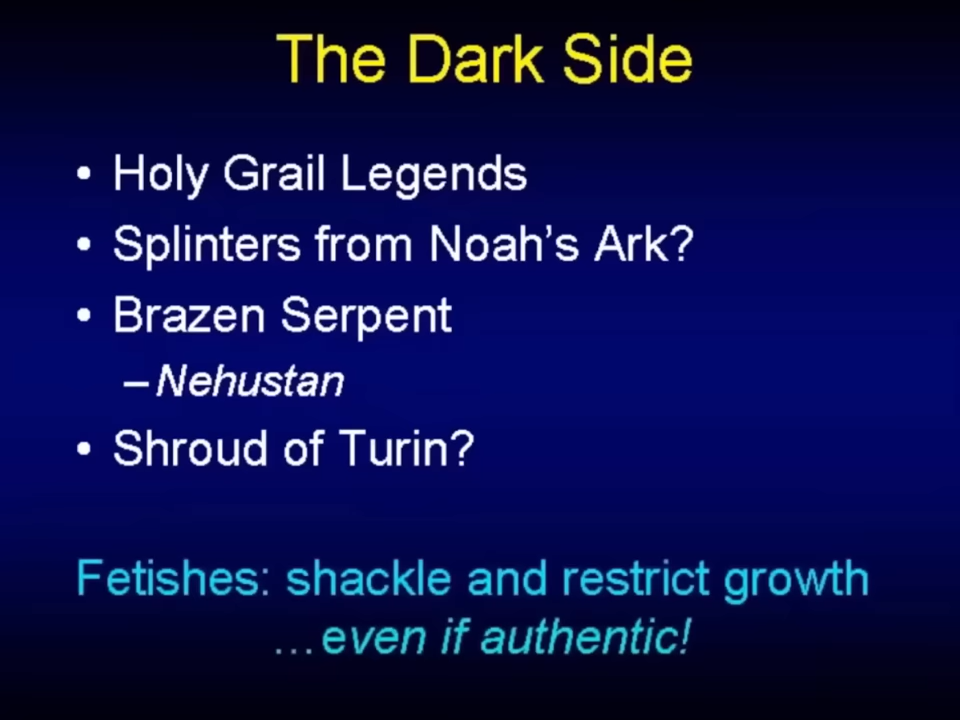 The Dark Side
• Holy Grail Legends
• Splinters from Noah's Ark?
• Brazen Serpent
– Nehustan
• Shroud of Turin?
Fetishes: shackle and restrict growth
…even if authentic!